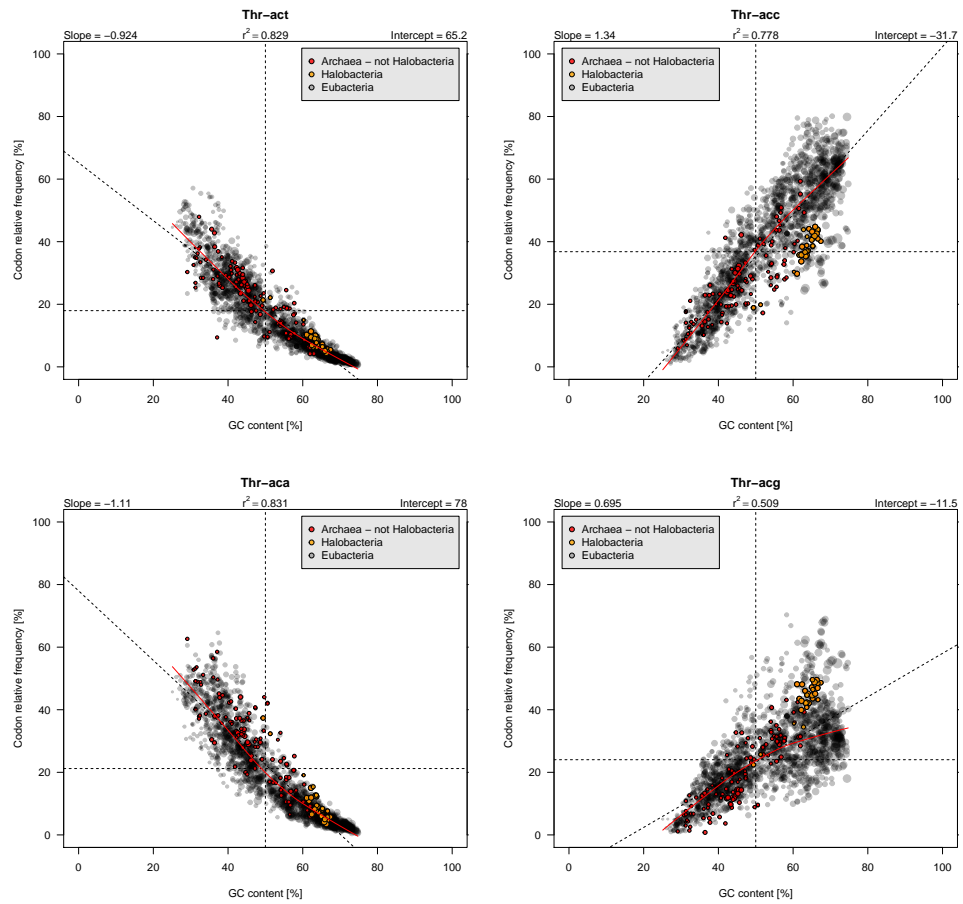 Thr−act
Slope = −0.924 r² = 0.829 Intercept = 65.2
Archaea − not Halobacteria
Halobacteria
Eubacteria
Codon relative frequency [%]
100
80
60
40
20
0
0 20 40 60 80 100
GC content [%]
Thr−acc
Slope = 1.34 r² = 0.778 Intercept = −31.7
Archaea − not Halobacteria
Halobacteria
Eubacteria
Codon relative frequency [%]
100
80
60
40
20
0
0 20 40 60 80 100
GC content [%]
Thr−aca
Slope = −1.11 r² = 0.831 Intercept = 78
Archaea − not Halobacteria
Halobacteria
Eubacteria
Codon relative frequency [%]
100
80
60
40
20
0
0 20 40 60 80 100
GC content [%]
Thr−acg
Slope = 0.695 r² = 0.509 Intercept = −11.5
Archaea − not Halobacteria
Halobacteria
Eubacteria
Codon relative frequency [%]
100
80
60
40
20
0
0 20 40 60 80 100
GC content [%]